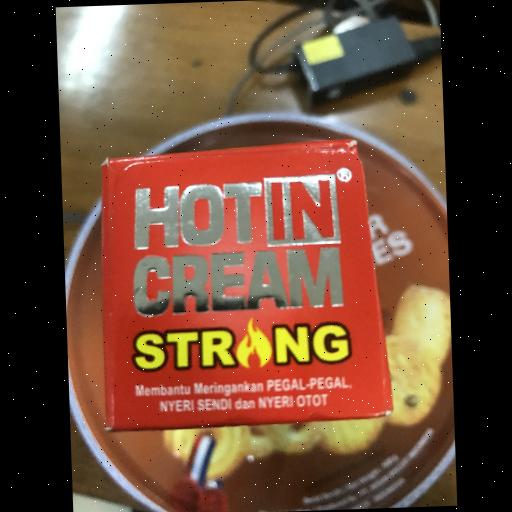 HOT IN®
CREAM
STRONG
Membantu Meringankan PEGAL-PEGAL,
NYERI SENDI dan NYERI OTOT